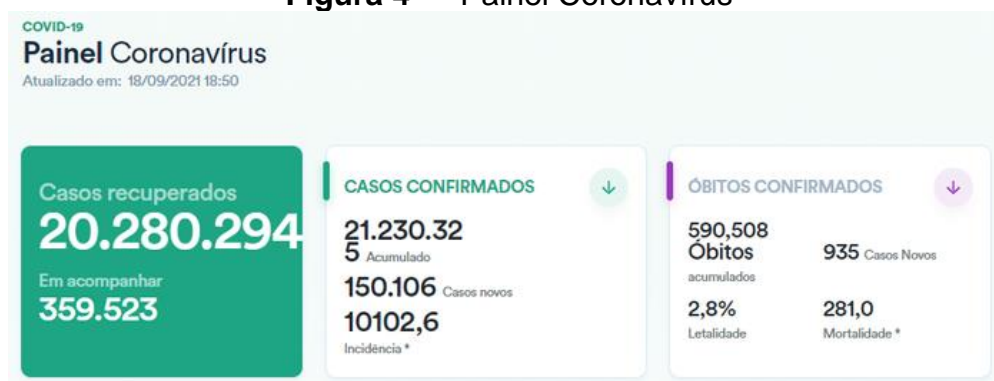 Figura 4 — Painel Coronavírus
COVID-19
Painel Coronavírus
Atualizado em: 18/09/2021 18:50
Casos recuperados
20.280.294
Em acompanhar
359.523
CASOS CONFIRMADOS
21.230.32
5 Acumulado
150.106 Casos novos
10102,6
Incidência *
ÓBITOS CONFIRMADOS
590,508
Óbitos
acumulados
935 Casos Novos
2,8%
Letalidade
281,0
Mortalidade *